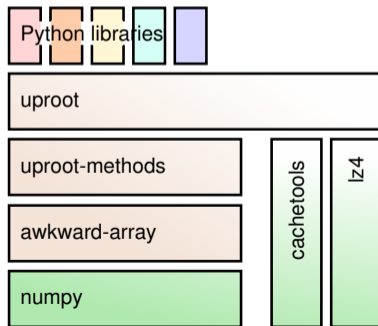 Python libraries
uproot
uproot-methods
awkward-array
numpy
cachetools
lz4